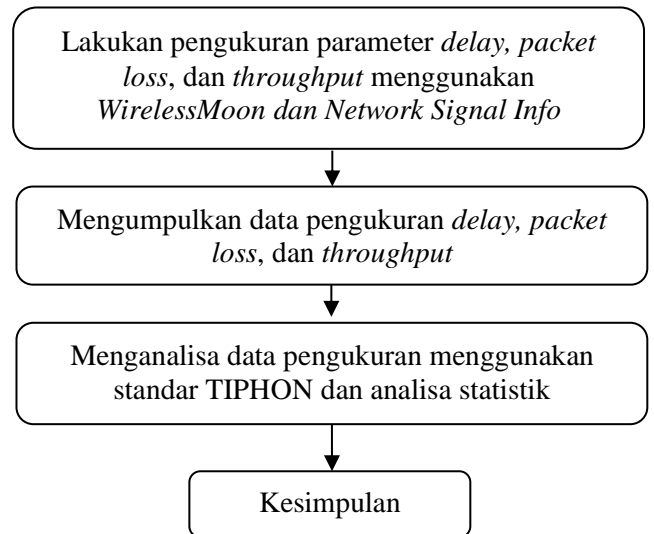 Lakukan pengukuran parameter delay, packet
loss, dan throughput menggunakan
WirelessMoon dan Network Signal Info
Mengumpulkan data pengukuran delay, packet
loss, dan throughput
Menganalisa data pengukuran menggunakan
standar TIPHON dan analisa statistik
Kesimpulan